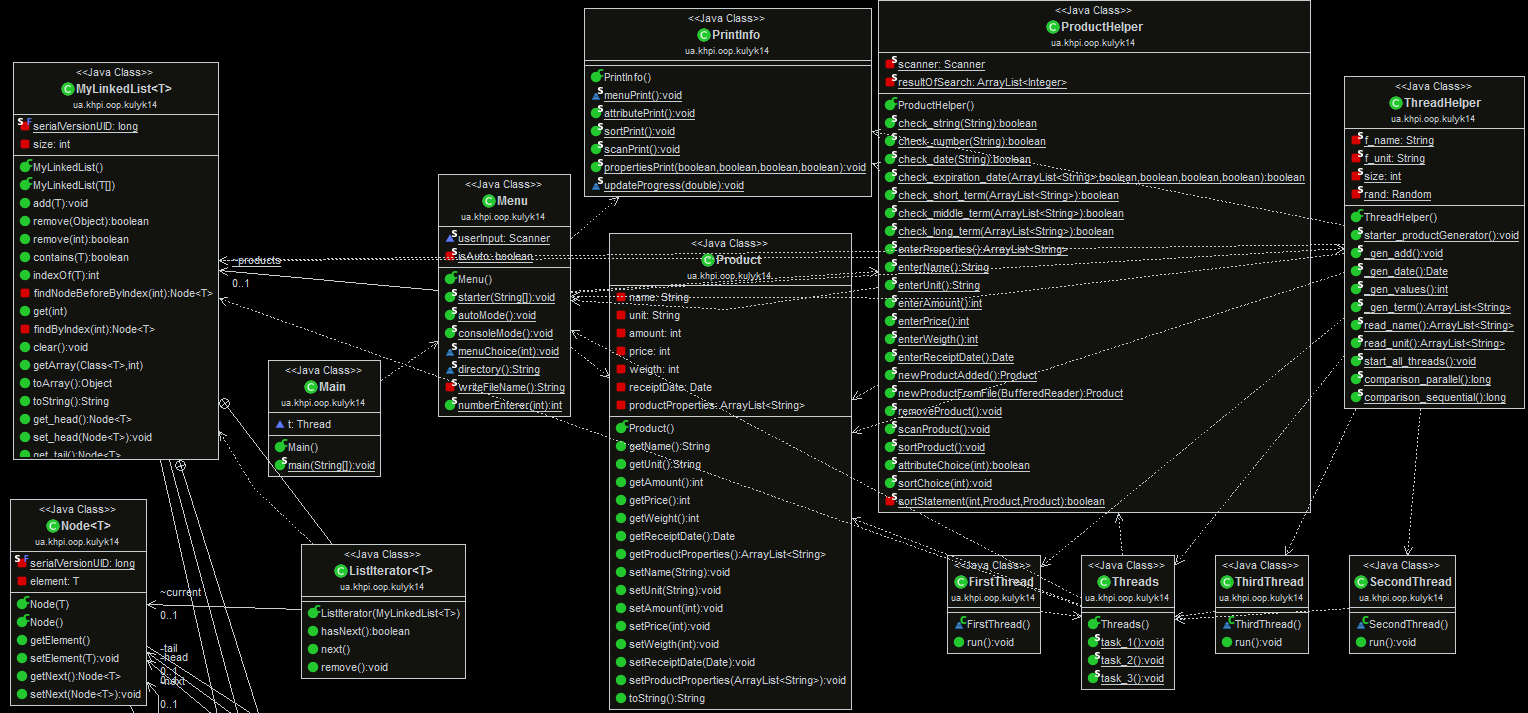 <<Java Class>>
MyLinkedList<T>
ua.khpi.oop.kulyk14
serialVersionUID: long
size: int
MyLinkedList()
MyLinkedList(T[])
add(T):void
remove(Object):boolean
remove(int):boolean
contains(T):boolean
indexOf(T):int
findNodeBeforeByIndex(int):Node<T>
get(int)
findByIndex(int):Node<T>
clear():void
getArray(Class<T>,int)
toArray():Object
toString():String
get_head():Node<T>
set_head(Node<T>):void
get_tail():Node<T>
<<Java Class>>
Node<T>
ua.khpi.oop.kulyk14
serialVersionUID: long
element: T
Node(T)
Node()
getElement()
setElement(T):void
getNext():Node<T>
setNext(Node<T>):void
~current
0..1
-tail
-head
0..1
0..1
-next
0..1
~products
0..1
<<Java Class>>
Main
ua.khpi.oop.kulyk14
t: Thread
Main()
main(String[]):void
<<Java Class>>
ListIterator<T>
ua.khpi.oop.kulyk14
ListIterator(MyLinkedList<T>)
hasNext():boolean
next()
remove():void
<<Java Class>>
Menu
ua.khpi.oop.kulyk14
userInput: Scanner
isAuto: boolean
Menu()
starter(String[]):void
autoMode():void
consoleMode():void
menuChoice(int):void
directory():String
writeFileName():String
numberEnterer(int):int
<<Java Class>>
PrintInfo
ua.khpi.oop.kulyk14
PrintInfo()
menuPrint():void
attributePrint():void
sortPrint():void
scanPrint():void
propertiesPrint(boolean,boolean,boolean,boolean):void
updateProgress(double):void
<<Java Class>>
Product
ua.khpi.oop.kulyk14
name: String
unit: String
amount: int
price: int
weigth: int
receiptDate: Date
productProperties: ArrayList<String>
Product()
getName():String
getUnit():String
getAmount():int
getPrice():int
getWeight():int
getReceiptDate():Date
getProductProperties():ArrayList<String>
setName(String):void
setUnit(String):void
setAmount(int):void
setPrice(int):void
setWeigth(int):void
setReceiptDate(Date):void
setProductProperties(ArrayList<String>):void
toString():String
<<Java Class>>
ProductHelper
ua.khpi.oop.kulyk14
scanner: Scanner
resultOfSearch: ArrayList<Integer>
ProductHelper()
check_string(String):boolean
check_number(String):boolean
check_date(String):boolean
check_expiration_date(ArrayList<String>,boolean,boolean,boolean,boolean):boolean
check_short_term(ArrayList<String>):boolean
check_middle_term(ArrayList<String>):boolean
check_long_term(ArrayList<String>):boolean
enterProperties():ArrayList<String>
enterName():String
enterUnit():String
enterAmount():int
enterPrice():int
enterWeigth():int
enterReceiptDate():Date
newProductAdded():Product
newProductFromFile(BufferedReader):Product
removeProduct():void
scanProduct():void
sortProduct():void
attributeChoice(int):boolean
sortChoice(int):void
sortStatement(int,Product,Product):boolean
<<Java Class>>
ThreadHelper
ua.khpi.oop.kulyk14
f_name: String
f_unit: String
size: int
rand: Random
ThreadHelper()
starter_productGenerator():void
_gen_add():void
_gen_date():Date
_gen_values():int
_gen_term():ArrayList<String>
read_name():ArrayList<String>
read_unit():ArrayList<String>
start_all_threads():void
comparison_parallel():long
comparison_sequential():long
<<Java Class>>
FirstThread
ua.khpi.oop.kulyk14
FirstThread()
run():void
<<Java Class>>
Threads
ua.khpi.oop.kulyk14
Threads()
task_1():void
task_2():void
task_3():void
<<Java Class>>
ThirdThread
ua.khpi.oop.kulyk14
ThirdThread()
run():void
<<Java Class>>
SecondThread
ua.khpi.oop.kulyk14
SecondThread()
run():void